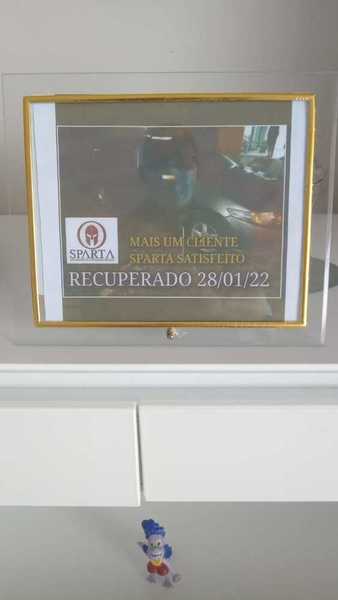 SPARTA
MAIS UM CLIENTE
SPARTA SATISFEITO
RECUPERADO 28/01/22